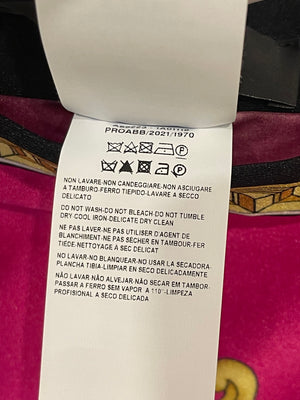 PROABB/2021/1970
NON LAVARE-NON CANDEGGIARE-NON ASCIUGARE
A TAMBURO-FERRO TIEPIDO-LAVARE A SECCO
DELICATO
DO NOT WASH-DO NOT BLEACH-DO NOT TUMBLE
DRY-COOL IRON-DELICATE DRY CLEAN
NE PAS LAVER-NE PAS UTILISER D'AGENT DE
BLANCHIMENT-NE PAS SECHER EN TAMBOUR-FER
TIEDE-NETTOYAGE À SEC DELICAT
NO LAVAR-NO BLANQUEAR-NO USAR LA SECADORA-
PLANCHA TIBIA-LIMPIAR EN SECO DELICADAMENTE
NÃO LAVAR NÃO ALVEJAR-NÃO SECAR EM TAMBOR-
PASSAR A FERRO SEM VAPOR A 110°-LIMPEZA
PROFISIONAL A SECO DELICADA